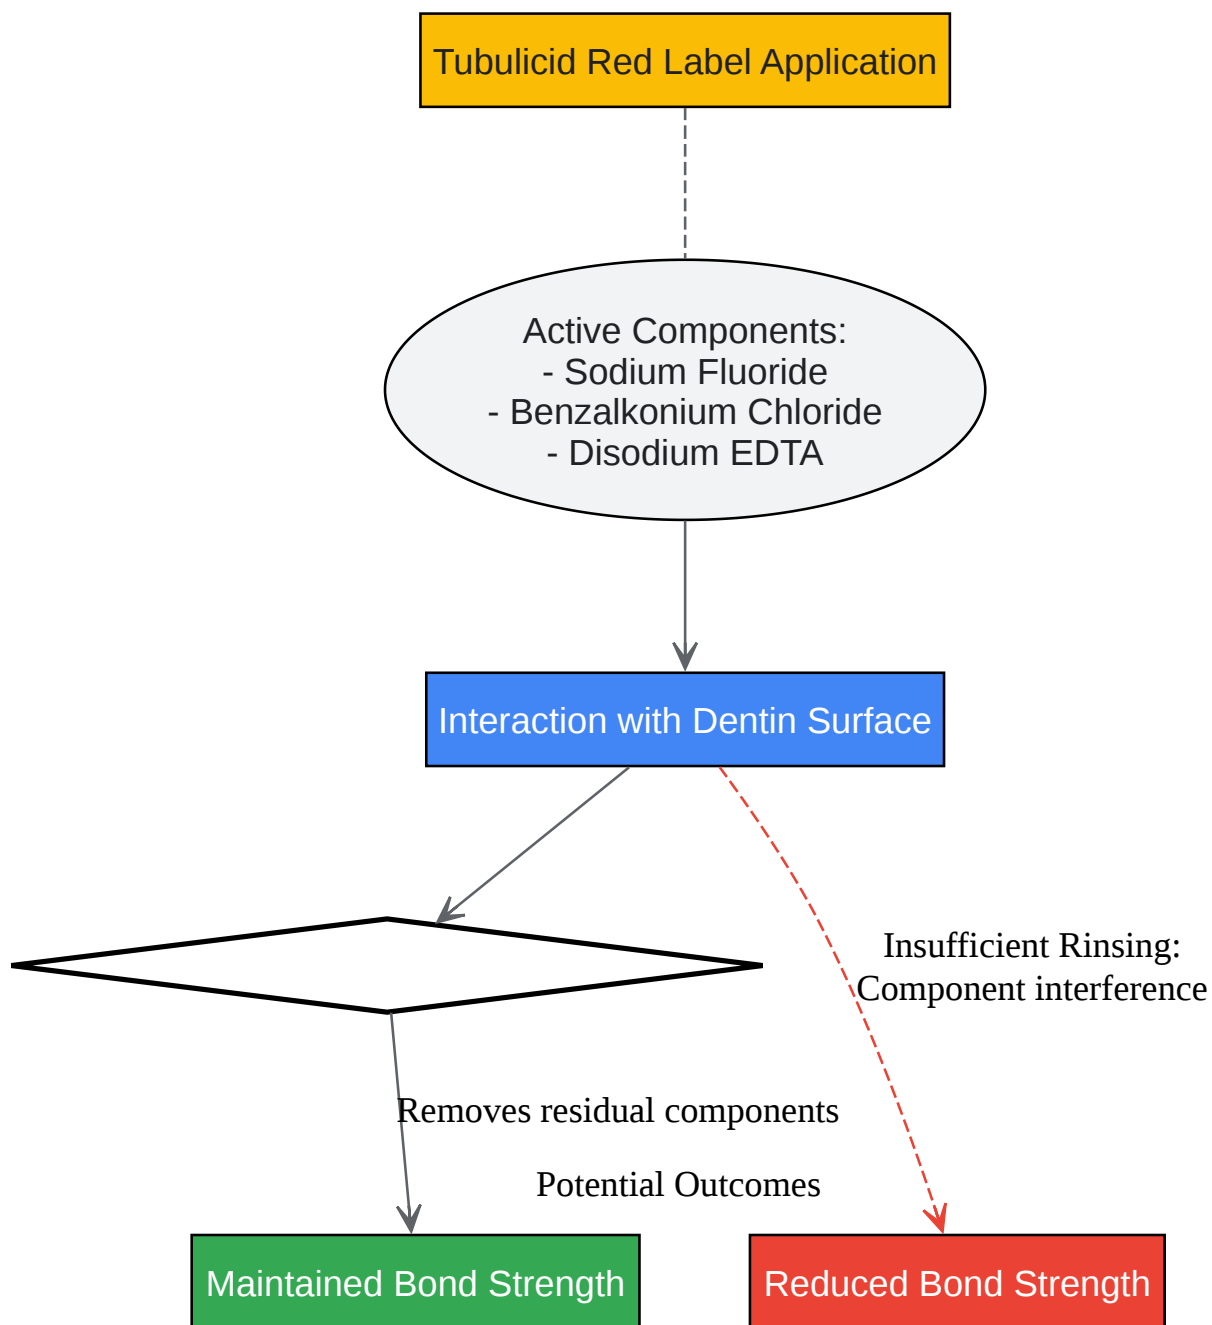 Tubulicid Red Label Application
Active Components:
- Sodium Fluoride
- Benzalkonium Chloride
- Disodium EDTA
Interaction with Dentin Surface
Insufficient Rinsing:
Component interference
Removes residual components
Potential Outcomes
Maintained Bond Strength
Reduced Bond Strength